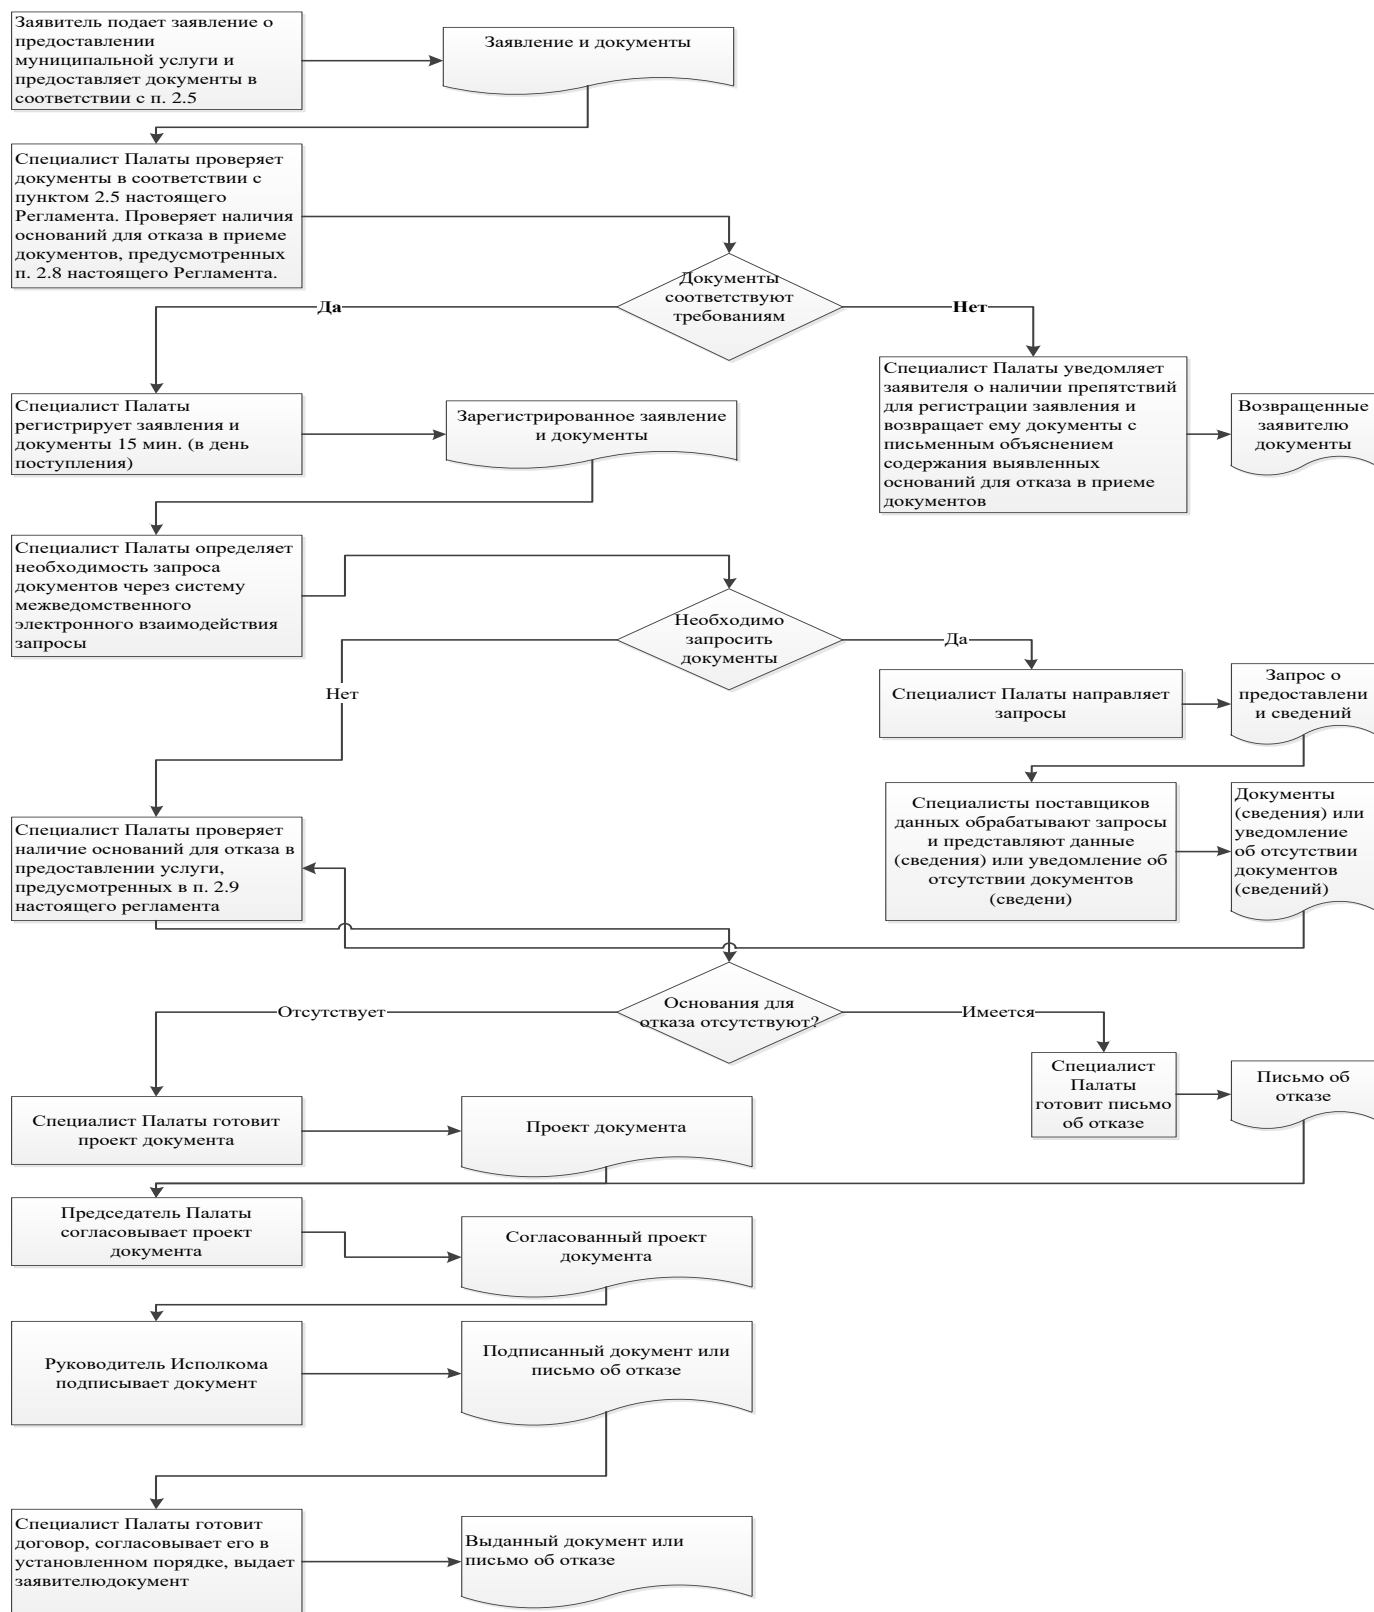 Заявитель подает заявление о
предоставлении
муниципальной услуги и
предоставляет документы в
соответствии с п. 2.5
Заявление и документы
Специалист Палаты проверяет
документы в соответствии с
пунктом 2.5 настоящего
Регламента. Проверяет наличия
оснований для отказа в приеме
документов, предусмотренных
п. 2.8 настоящего Регламента.
Документы
соответствуют
требованиям
Да
Нет
Специалист Палаты
регистрирует заявления и
документы 15 мин. (в день
поступления)
Зарегистрированное заявление
и документы
Специалист Палаты уведомляет
заявителя о наличии препятствий
для регистрации заявления и
возвращает ему документы с
письменным объяснением
содержания выявленных
оснований для отказа в приеме
документов
Возвращенные
заявителю
документы
Специалист Палаты определяет
необходимость запроса
документов через систему
межведомственного
электронного взаимодействия
запросы
Необходимо
запросить
документы
Да
Нет
Специалист Палаты направляет
запросы
Запрос о
предоставлени
и сведений
Специалисты поставщиков
данных обрабатывают запросы
и представляют данные
(сведения) или уведомление об
отсутствии документов
(сведени)
Документы
(сведения) или
уведомление
об отсутствии
документов
(сведений)
Специалист Палаты проверяет
наличие оснований для отказа в
предоставлении услуги,
предусмотренных в п. 2.9
настоящего регламента
Основания для
отказа отсутствуют?
Отсутствует
Имеется
Специалист
Палаты
готовит письмо
об отказе
Письмо об
отказе
Специалист Палаты готовит
проект документа
Проект документа
Председатель Палаты
согласовывает проект
документа
Согласованный проект
документа
Руководитель Исполкома
подписывает документ
Подписанный документ или
письмо об отказе
Специалист Палаты готовит
договор, согласовывает его в
установленном порядке, выдает
заявителюдокумент
Выданный документ или
письмо об отказе